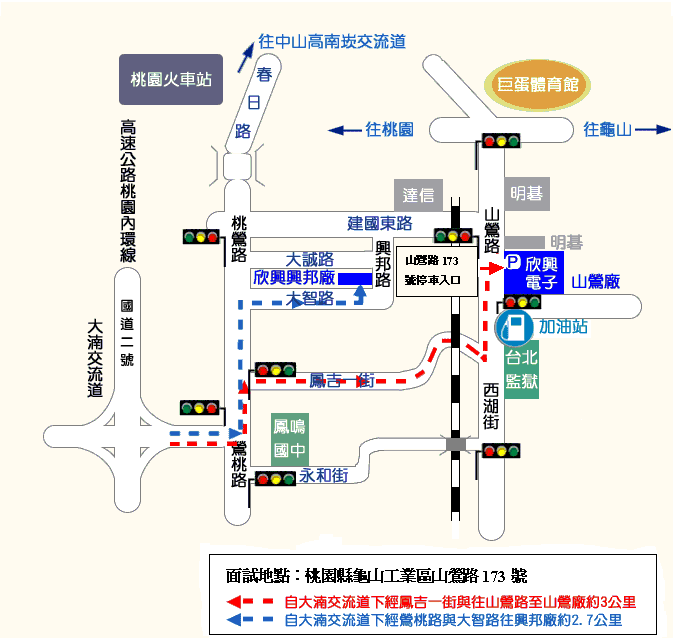 往中山高南崁交流道
桃園火車站
春日路
巨蛋體育館
往桃園
往龜山
高速公路桃園內環線
達信
明碁
桃鶯路
建國東路
山鶯路
興邦路
明碁
大誠路
山鶯路 173
號停車入口
P 欣興
電子
山鶯廠
欣興興邦廠
大智路
國道二號
大湳交流道
加油站
台北
監獄
鳳吉一街
西湖街
鳳鳴
國中
鶯桃路
永和街
面試地點：桃園縣龜山工業區山鶯路 173 號
自大湳交流道下經鳳吉一街與往山鶯路至山鶯廠約3公里
自大湳交流道下經鶯桃路與大智路往興邦廠約2.7公里